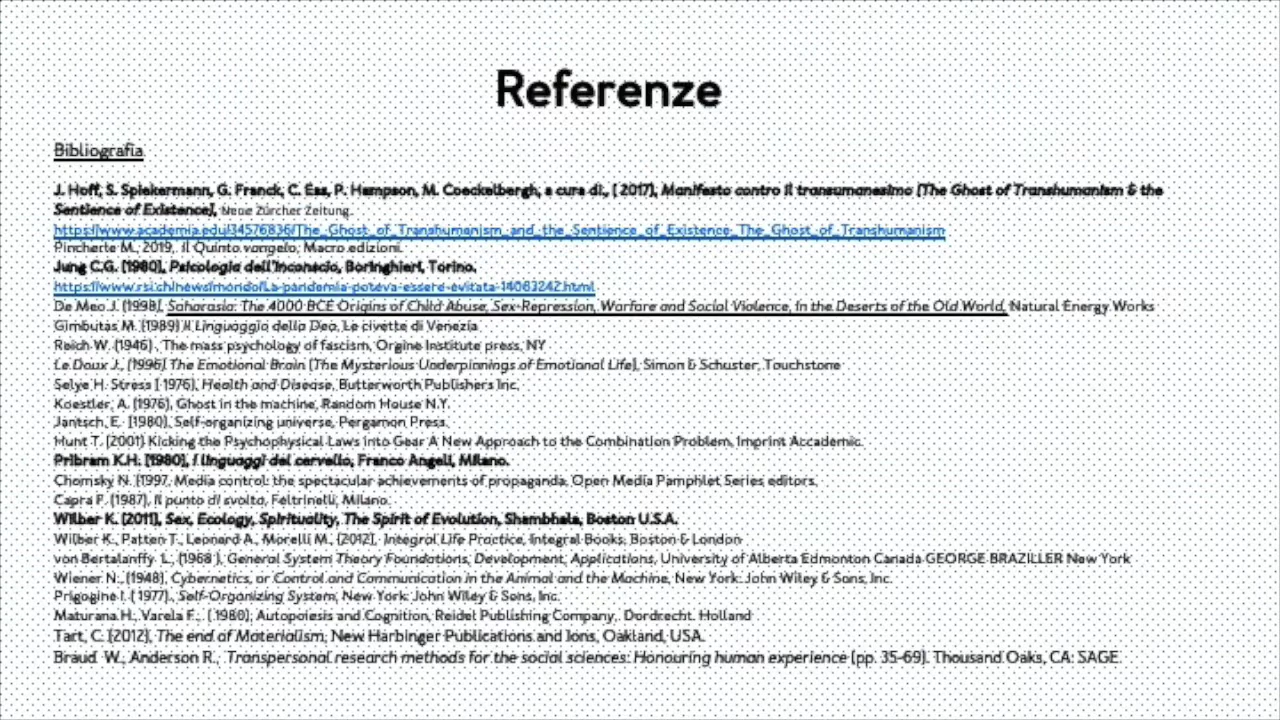 Referenze
Bibliografia
J. Hoff, S. Spiekermann, G. Franck, C. Ess, P. Hampson, M. Coeckelbergh, a cura di., ( 2017), Manifesto contro il transumanesimo [The Ghost of Transhumanism & the
Sentience of Existence], Neue Zürcher Zeitung.
https://www.academia.edu/34576836/The_Ghost_of_Transhumanism_and_the_Sentience_of_Existence_The_Ghost_of_Transhumanism
Pincherle M., 2019, Il Quinto vangelo, Macro edizioni.
Jung C.G. (1980), Psicologia dell'inconscio, Boringhieri, Torino.
https://www.rsi.ch/news/mondo/La-pandemia-poteva-essere-evitata-14063242.html
De Meo J. (1998), Saharasia: The 4000 BCE Origins of Child Abuse, Sex-Repression, Warfare and Social Violence, In the Deserts of the Old World, Natural Energy Works
Gimbutas M. (1989) Il Linguaggio della Dea, Le civette di Venezia
Reich W. (1946) , The mass psychology of fascism, Orgine Institute press, NY
Le Doux J., (1996) The Emotional Brain (The Mysterious Underpinnings of Emotional Life), Simon & Schuster, Touchstone
Selye H. Stress ( 1976), Health and Disease, Butterworth Publishers Inc.
Koestler, A. (1976), Ghost in the machine, Random House N.Y.
Jantsch, E. (1980), Self-organizing universe, Pergamon Press.
Hunt T. (2001) Kicking the Psychophysical Laws into Gear A New Approach to the Combination Problem, Imprint Accademic.
Pribram K.H. (1980), I linguaggi del cervello, Franco Angeli, Milano.
Chomsky N. (1997, Media control: the spectacular achievements of propaganda, Open Media Pamphlet Series editors.
Capra F. (1987), Il punto di svolta, Feltrinelli, Milano.
Wilber K. (2011), Sex, Ecology, Spirituality, The Spirit of Evolution, Shambhala, Boston U.S.A.
Wilber K., Patten T., Leonard A., Morelli M., (2012), Integral Life Practice, Integral Books, Boston & London
von Bertalanffy L., (1968 ), General System Theory Foundations, Development, Applications, University of Alberta Edmonton Canada GEORGE BRAZILLER New York
Wiener N., (1948), Cybernetics, or Control and Communication in the Animal and the Machine, New York: John Wiley & Sons, Inc.
Prigogine I. ( 1977)., Self-Organizing System, New York: John Wiley & Sons, Inc.
Maturana H., Varela F., ( 1980), Autopoiesis and Cognition, Reidel Publishing Company, Dordrecht. Holland
Tart, C. (2012), The end of Materialism, New Harbinger Publications and Ions, Oakland, USA.
Braud W., Anderson R., Transpersonal research methods for the social sciences: Honouring human experience (pp. 35-69). Thousand Oaks, CA: SAGE.